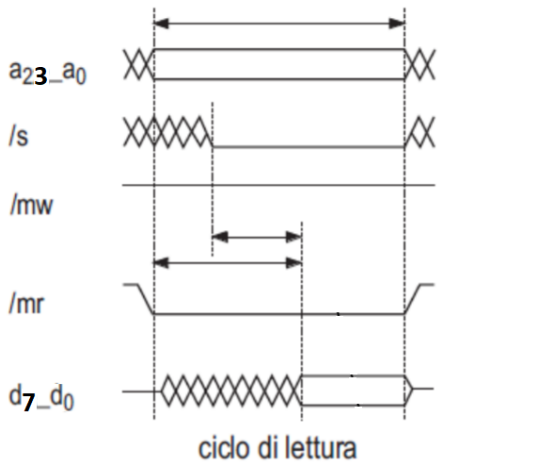 a23_a0
/s
/mw
/mr
d7_d0
ciclo di lettura